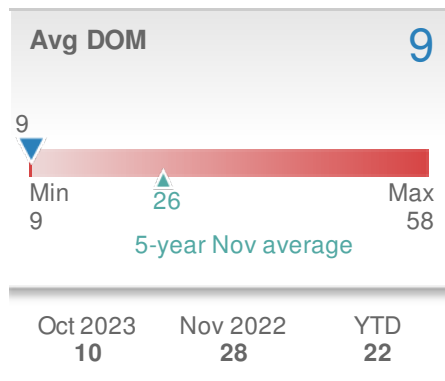 Avg DOM 9
9
Min Max
9 26 58
5-year Nov average
Oct 2023 Nov 2022 YTD
10 28 22